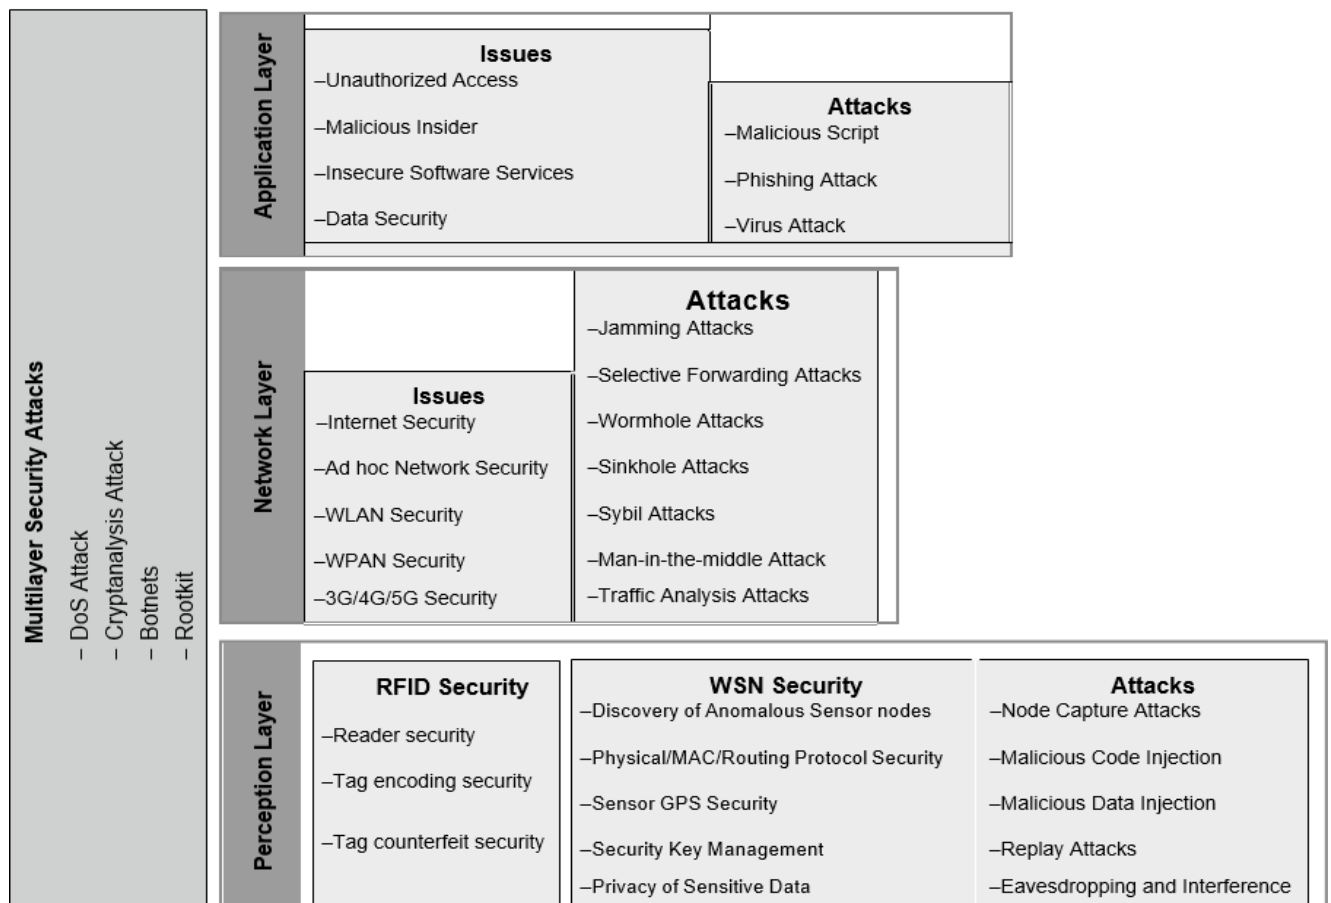 Multilayer Security Attacks
– DoS Attack
– Cryptanalysis Attack
– Botnets
– Rootkit
Application Layer
Issues
–Unauthorized Access
–Malicious Insider
–Insecure Software Services
–Data Security
Attacks
–Malicious Script
–Phishing Attack
–Virus Attack
Network Layer
Issues
–Internet Security
–Ad hoc Network Security
–WLAN Security
–WPAN Security
–3G/4G/5G Security
Attacks
–Jamming Attacks
–Selective Forwarding Attacks
–Wormhole Attacks
–Sinkhole Attacks
–Sybil Attacks
–Man-in-the-middle Attack
–Traffic Analysis Attacks
Perception Layer
RFID Security
–Reader security
–Tag encoding security
–Tag counterfeit security
WSN Security
–Discovery of Anomalous Sensor nodes
–Physical/MAC/Routing Protocol Security
–Sensor GPS Security
–Security Key Management
–Privacy of Sensitive Data
Attacks
–Node Capture Attacks
–Malicious Code Injection
–Malicious Data Injection
–Replay Attacks
–Eavesdropping and Interference